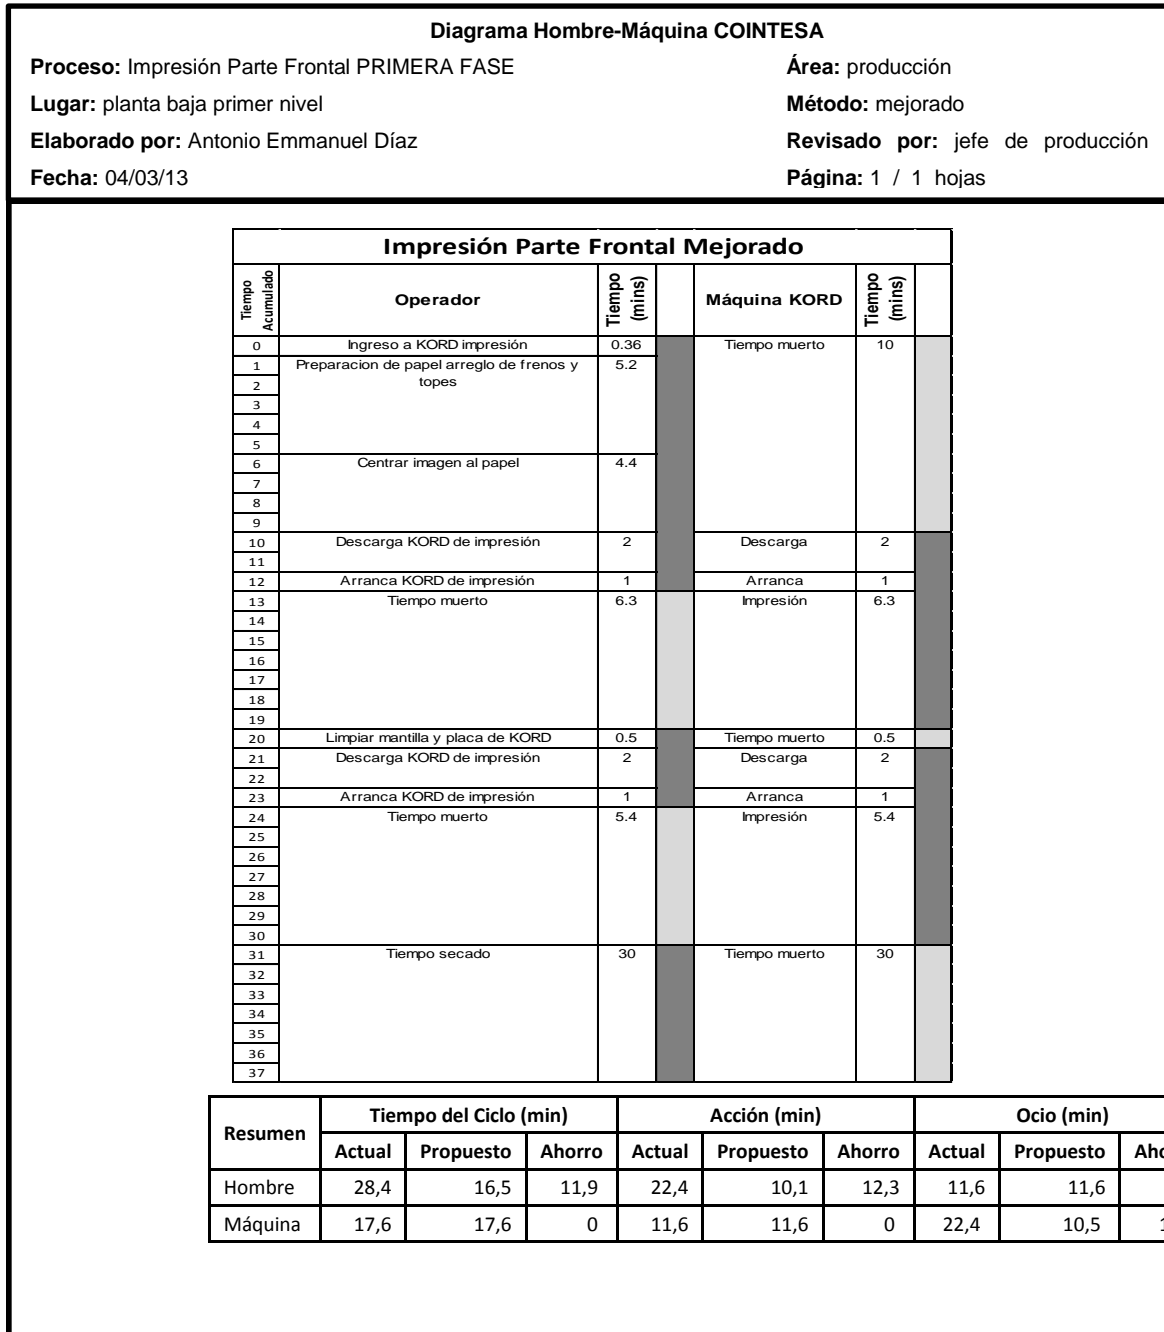 Diagrama Hombre-Máquina COINTESA
Proceso: Impresión Parte Frontal PRIMERA FASE Área: producción
Lugar: planta baja primer nivel Método: mejorado
Elaborado por: Antonio Emmanuel Díaz Revisado por: jefe de producción
Fecha: 04/03/13 Página: 1 / 1 hojas
Impresión Parte Frontal Mejorado
Tiempo Acumulado Operador Tiempo (mins) Máquina KORD Tiempo (mins)
0 Ingreso a KORD impresión 0.36 Tiempo muerto 10
1 Preparacion de papel arreglo de frenos y 5.2
2 topes
3
4
5
6 Centrar imagen al papel 4.4
7
8
9
10 Descarga KORD de impresión 2 Descarga 2
11
12 Arranca KORD de impresión 1 Arranca 1
13 Tiempo muerto 6.3 Impresión 6.3
14
15
16
17
18
19
20 Limpiar mantilla y placa de KORD 0.5 Tiempo muerto 0.5
21 Descarga KORD de impresión 2 Descarga 2
22
23 Arranca KORD de impresión 1 Arranca 1
24 Tiempo muerto 5.4 Impresión 5.4
25
26
27
28
29
30
31 Tiempo secado 30 Tiempo muerto 30
32
33
34
35
36
37
Resumen Tiempo del Ciclo (min) Acción (min) Ocio (min)
Actual Propuesto Ahorro Actual Propuesto Ahorro Actual Propuesto
Hombre 28,4 16,5 11,9 22,4 10,1 12,3 11,6 11,6
Máquina 17,6 17,6 0 11,6 11,6 0 22,4 10,5